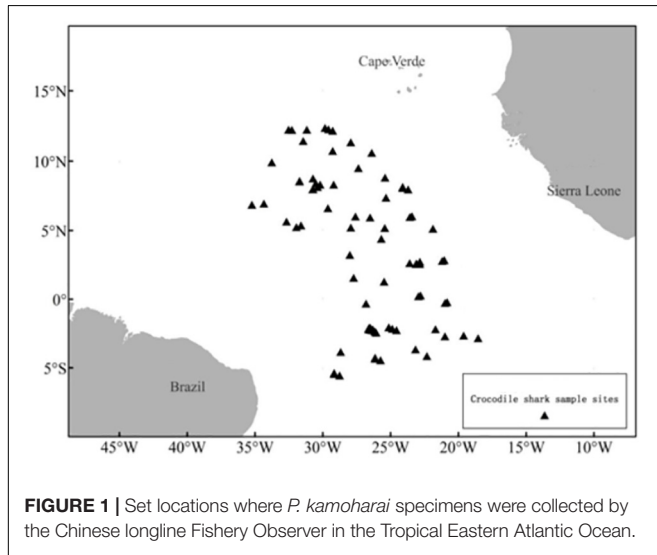 Capo Verde
15°N
10°N
Sierra Leone
5°N
0°
5°S
Brazil
Crocodile shark sample sites
45°W 40°W 35°W 30°W 25°W 20°W 15°W 10°W
FIGURE 1 | Set locations where P. kamoharai specimens were collected by
the Chinese longline Fishery Observer in the Tropical Eastern Atlantic Ocean.